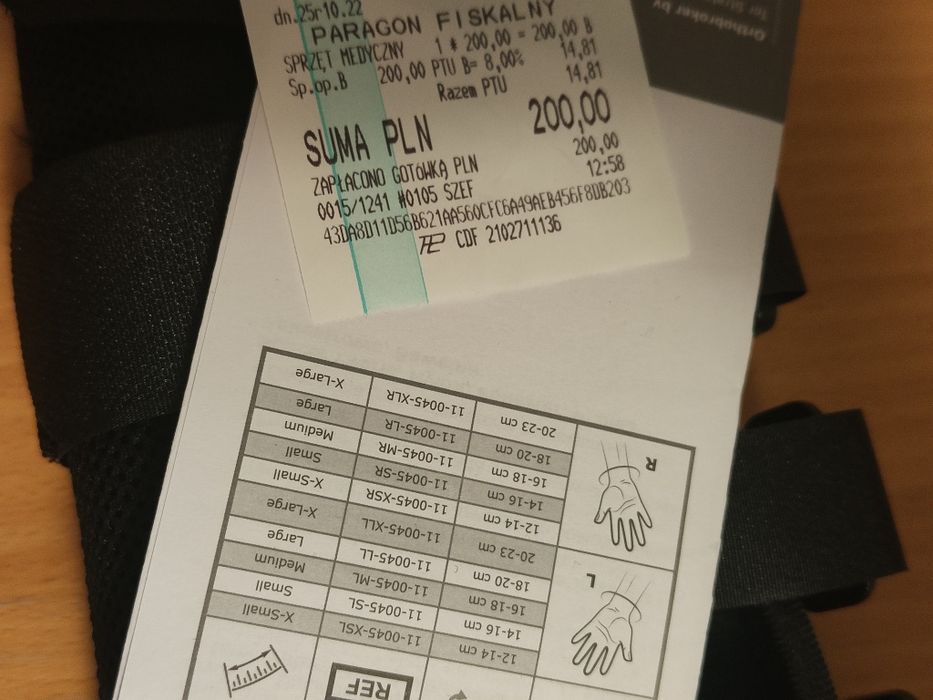 dn.25r10.22
PARAGON FISKALNY
SPRZĘT MEDYCZNY 1 * 200,00 = 200,00 B
Sp.op.B 200,00 PTU B= 8,00% 14,81
Razem PTU 14,81
SUMA PLN 200,00
ZAPŁACONO GOTÓWKĄ PLN 200,00
0015/1241 #0105 SZEF 12:58
43DA8D11D56B621AA560CFC6A49AEB456F8DB203
CDF 2102711136
Orthobroker by
REF
L
12-14 cm 11-0045-XSL X-Small
14-16 cm 11-0045-SL Small
16-18 cm 11-0045-ML Medium
18-20 cm 11-0045-LL Large
20-23 cm 11-0045-XLL X-Large
R
12-14 cm 11-0045-XSR X-Small
14-16 cm 11-0045-SR Small
16-18 cm 11-0045-MR Medium
18-20 cm 11-0045-LR Large
20-23 cm 11-0045-XLR X-Large